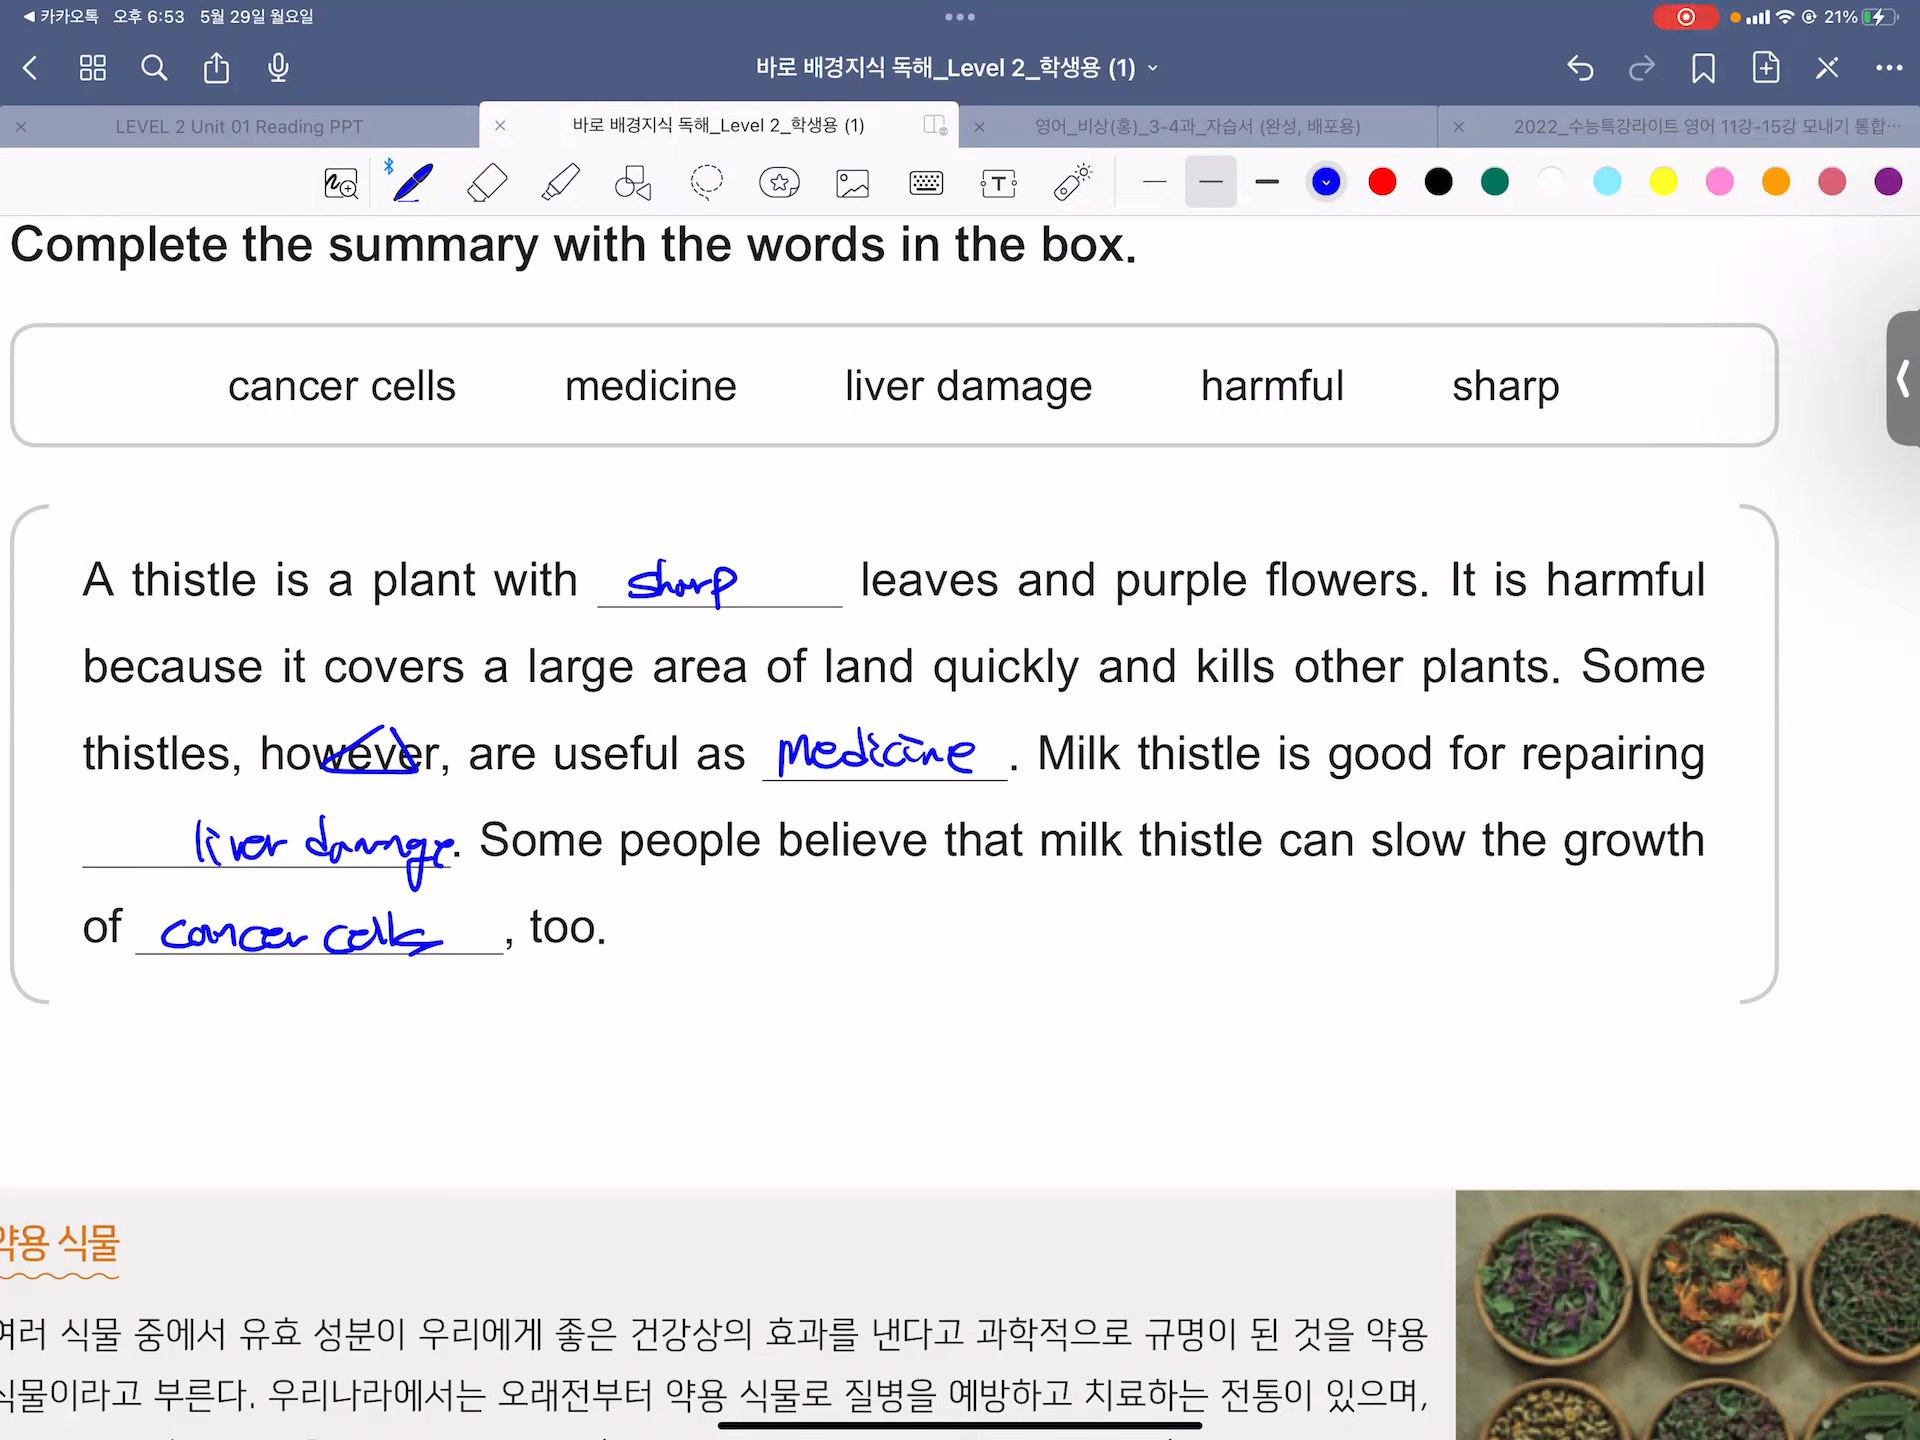 ◀ 카카오톡 오후 6:53 5월 29일 월요일
21%
바로 배경지식 독해_Level 2_학생용 (1)
LEVEL 2 Unit 01 Reading PPT
바로 배경지식 독해_Level 2_학생용 (1)
영어_비상(홍)_3-4과_자습서 (완성, 배포용)
2022_수능특강라이트 영어 11강-15강 모내기 통합···
Complete the summary with the words in the box.
cancer cells medicine liver damage harmful sharp
A thistle is a plant with sharp leaves and purple flowers. It is harmful
because it covers a large area of land quickly and kills other plants. Some
thistles, however, are useful as medicine. Milk thistle is good for repairing
liver damage. Some people believe that milk thistle can slow the growth
of cancer cells, too.
약용 식물
여러 식물 중에서 유효 성분이 우리에게 좋은 건강상의 효과를 낸다고 과학적으로 규명이 된 것을 약용
식물이라고 부른다. 우리나라에서는 오래전부터 약용 식물로 질병을 예방하고 치료하는 전통이 있으며,